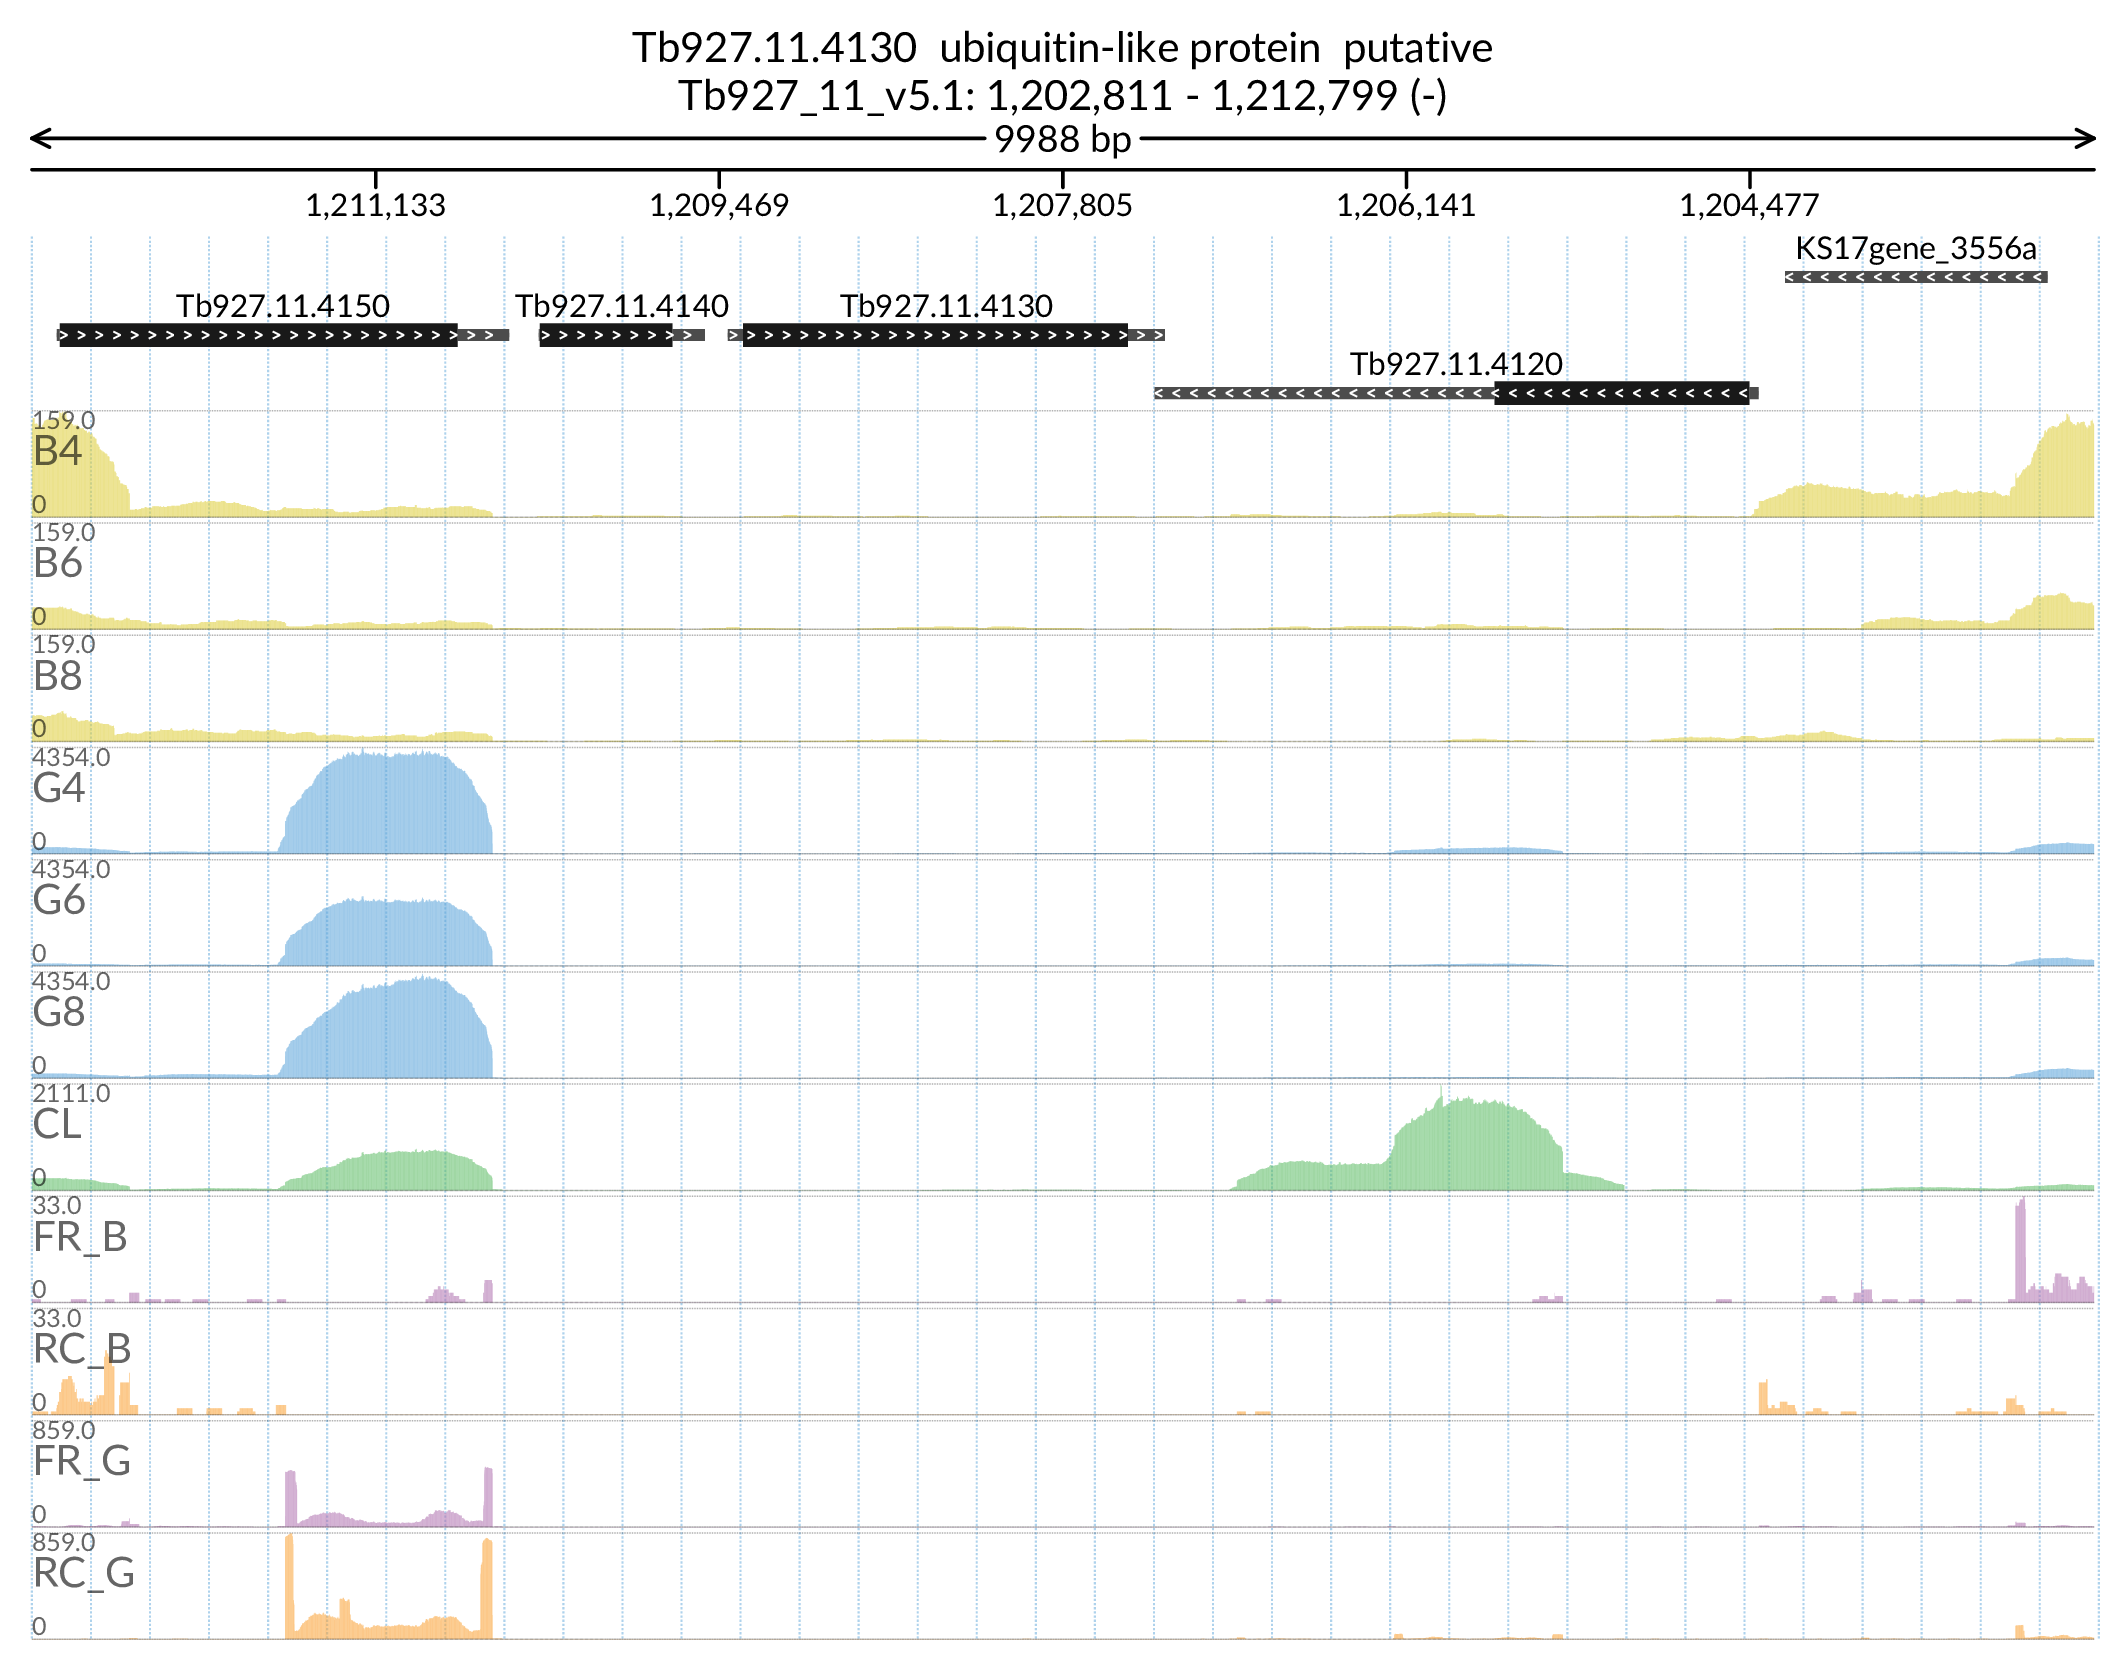 Tb927.11.4130  ubiquitin-like protein  putative
Tb927_11_v5.1: 1,202,811 - 1,212,799 (-)
9988 bp
1,211,133 1,209,469 1,207,805 1,206,141 1,204,477
KS17gene_3556a
Tb927.11.4150 Tb927.11.4140 Tb927.11.4130
Tb927.11.4120
159.0
B4
0
159.0
B6
0
159.0
B8
0
4354.0
G4
0
4354.0
G6
0
4354.0
G8
0
2111.0
CL
0
33.0
FR_B
0
33.0
RC_B
0
859.0
FR_G
0
859.0
RC_G
0